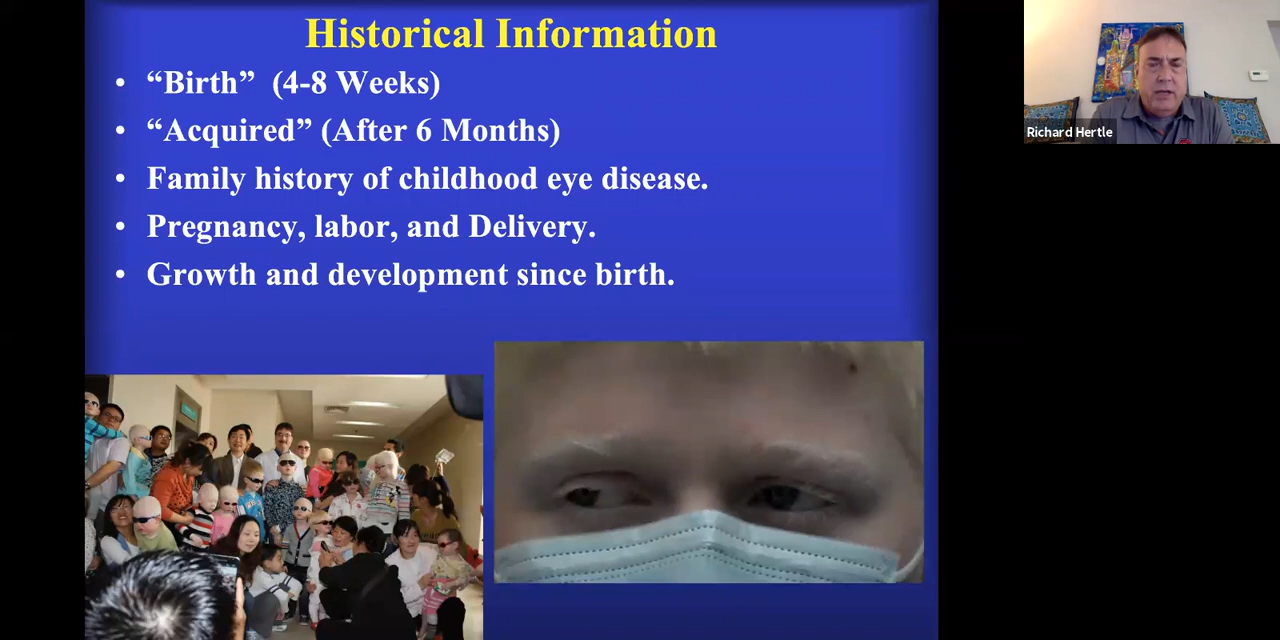 Historical Information
• “Birth”  (4-8 Weeks)
• “Acquired” (After 6 Months)
• Family history of childhood eye disease.
• Pregnancy, labor, and Delivery.
• Growth and development since birth.
Richard Hertle